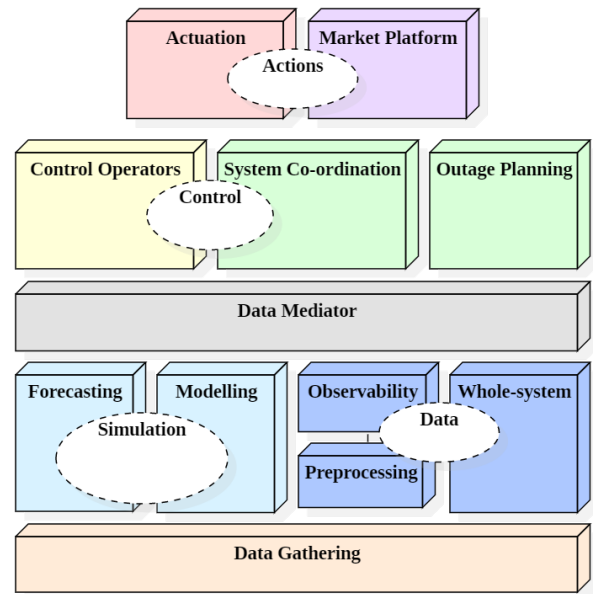 Actuation
Market Platform
Actions
Control Operators
System Co-ordination
Outage Planning
Control
Data Mediator
Forecasting
Modelling
Observability
Whole-system
Simulation
Data
Preprocessing
Data Gathering